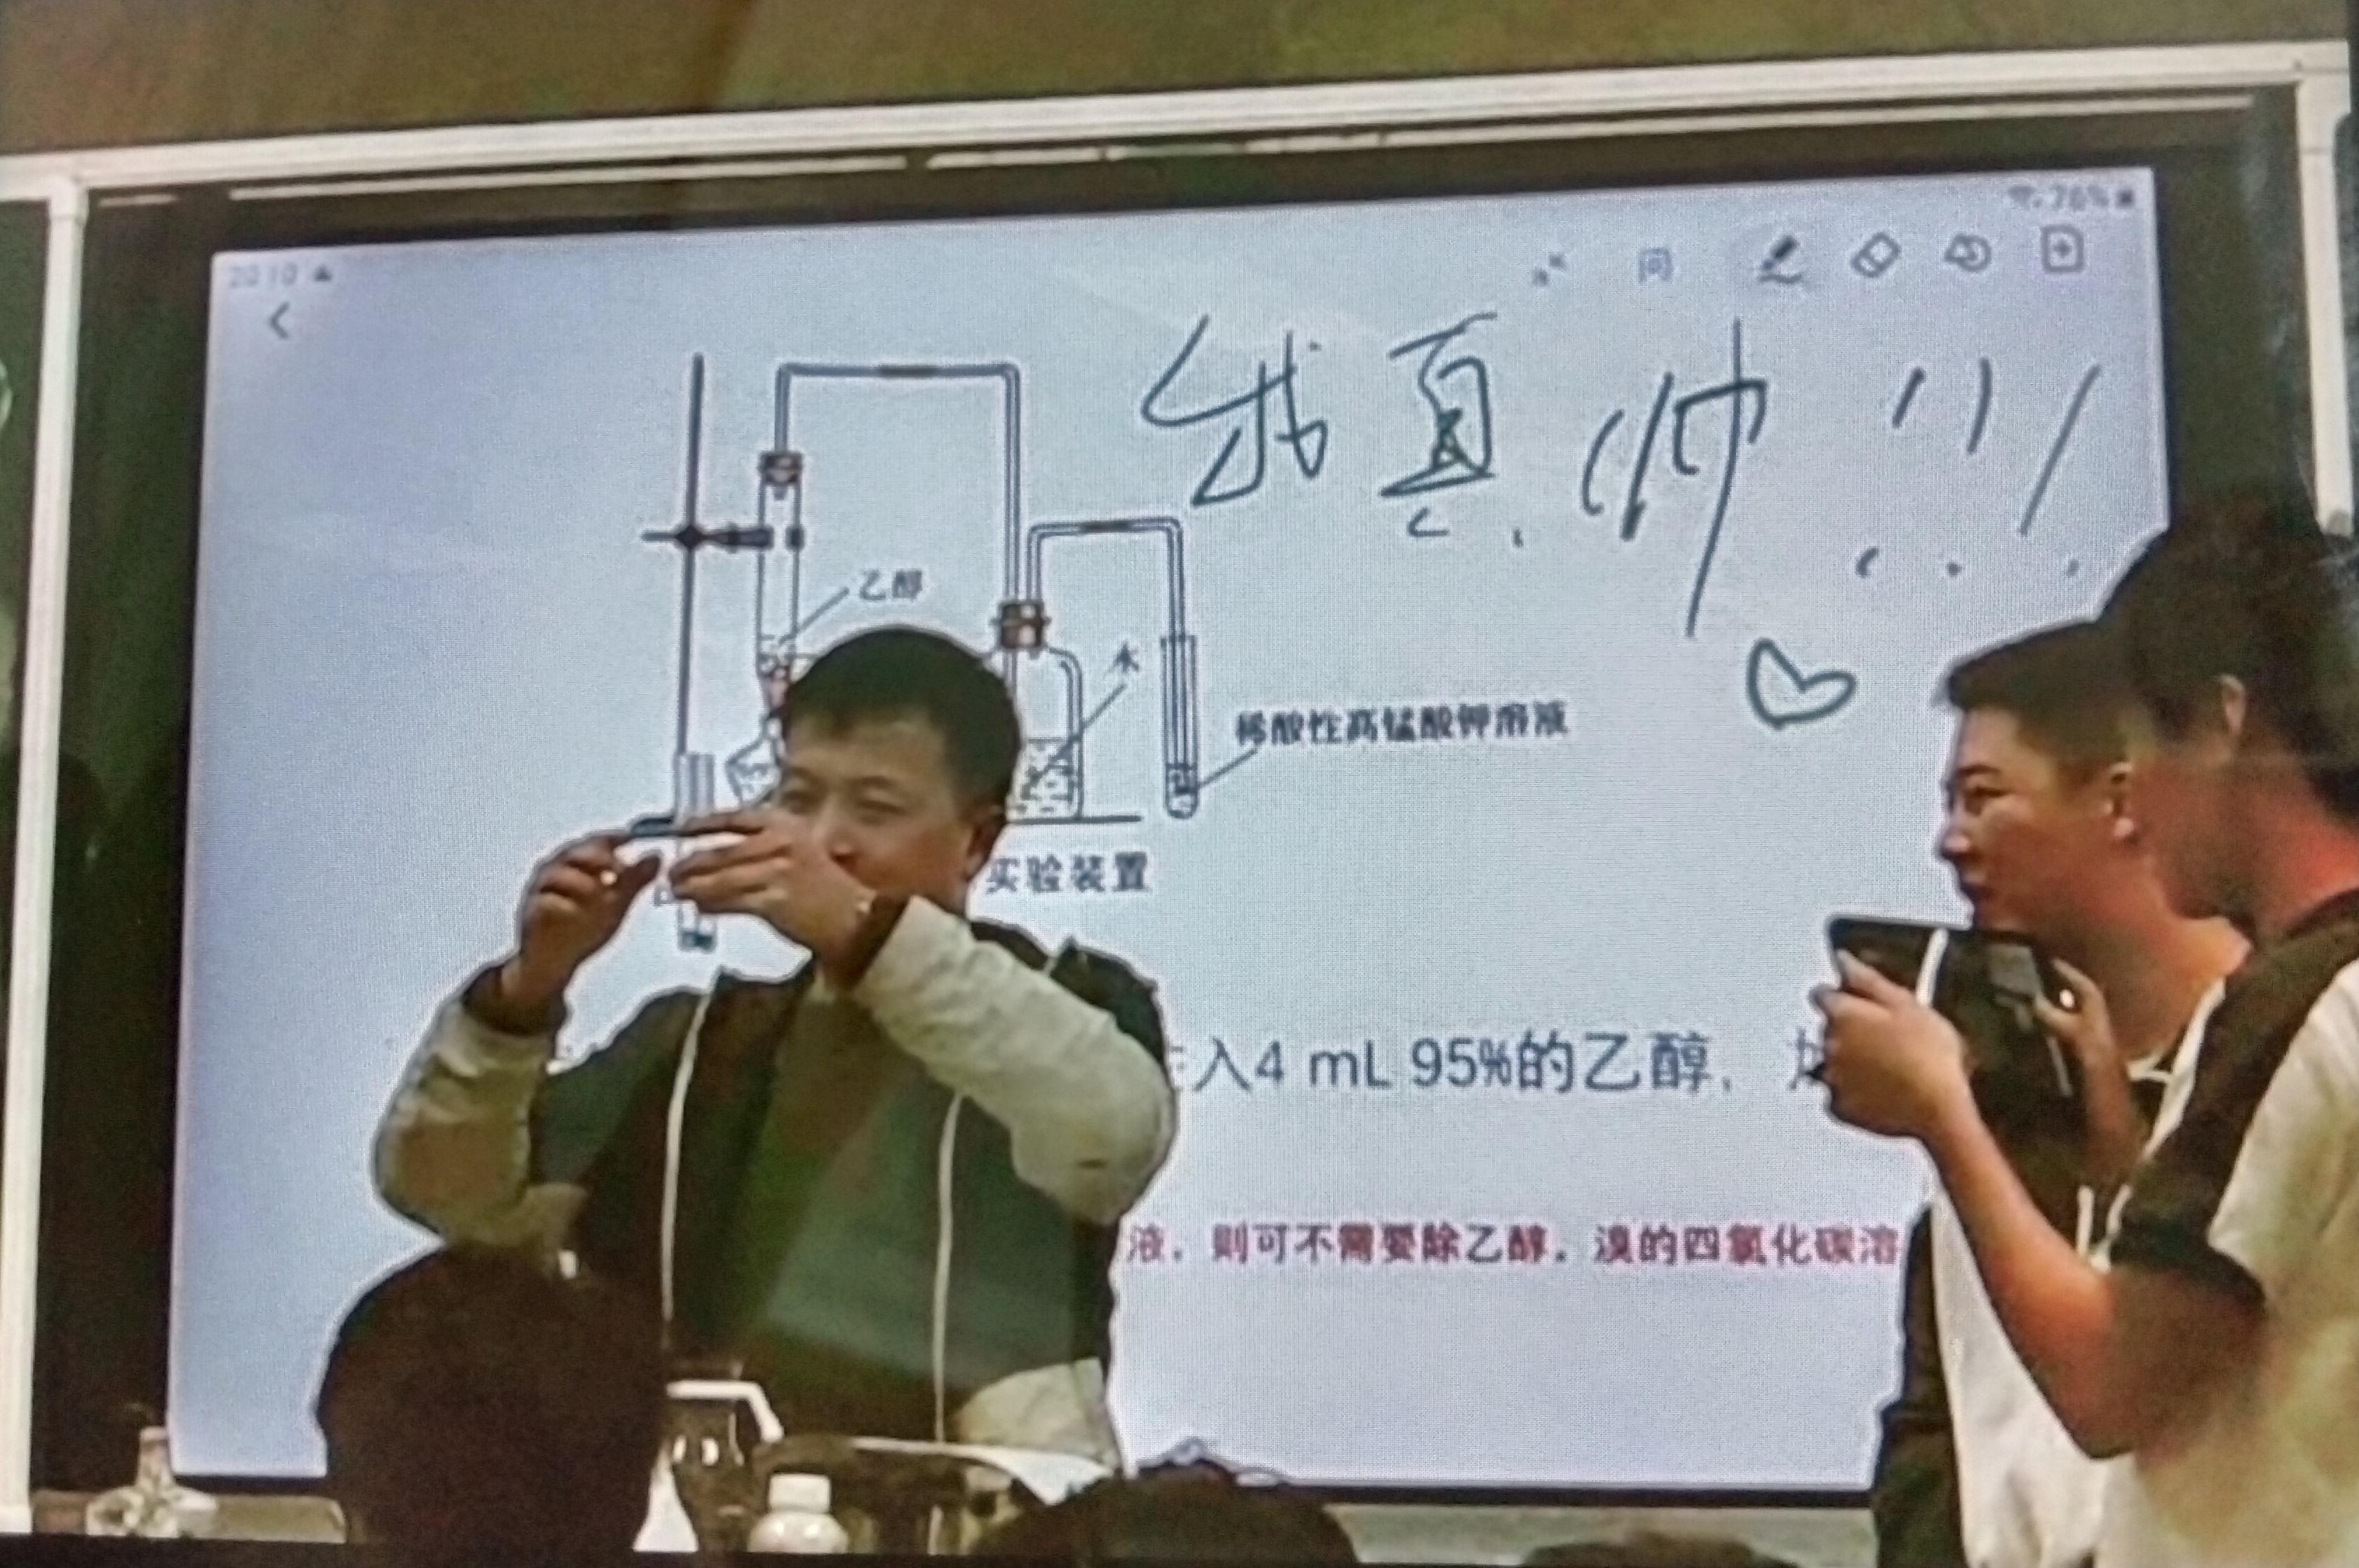 20:10
76%
问
我真帅!!!
乙醇
水
稀酸性高锰酸钾溶液
实验装置
入4 mL 95%的乙醇，
液，则可不需要除乙醇，溴的四氯化碳溶